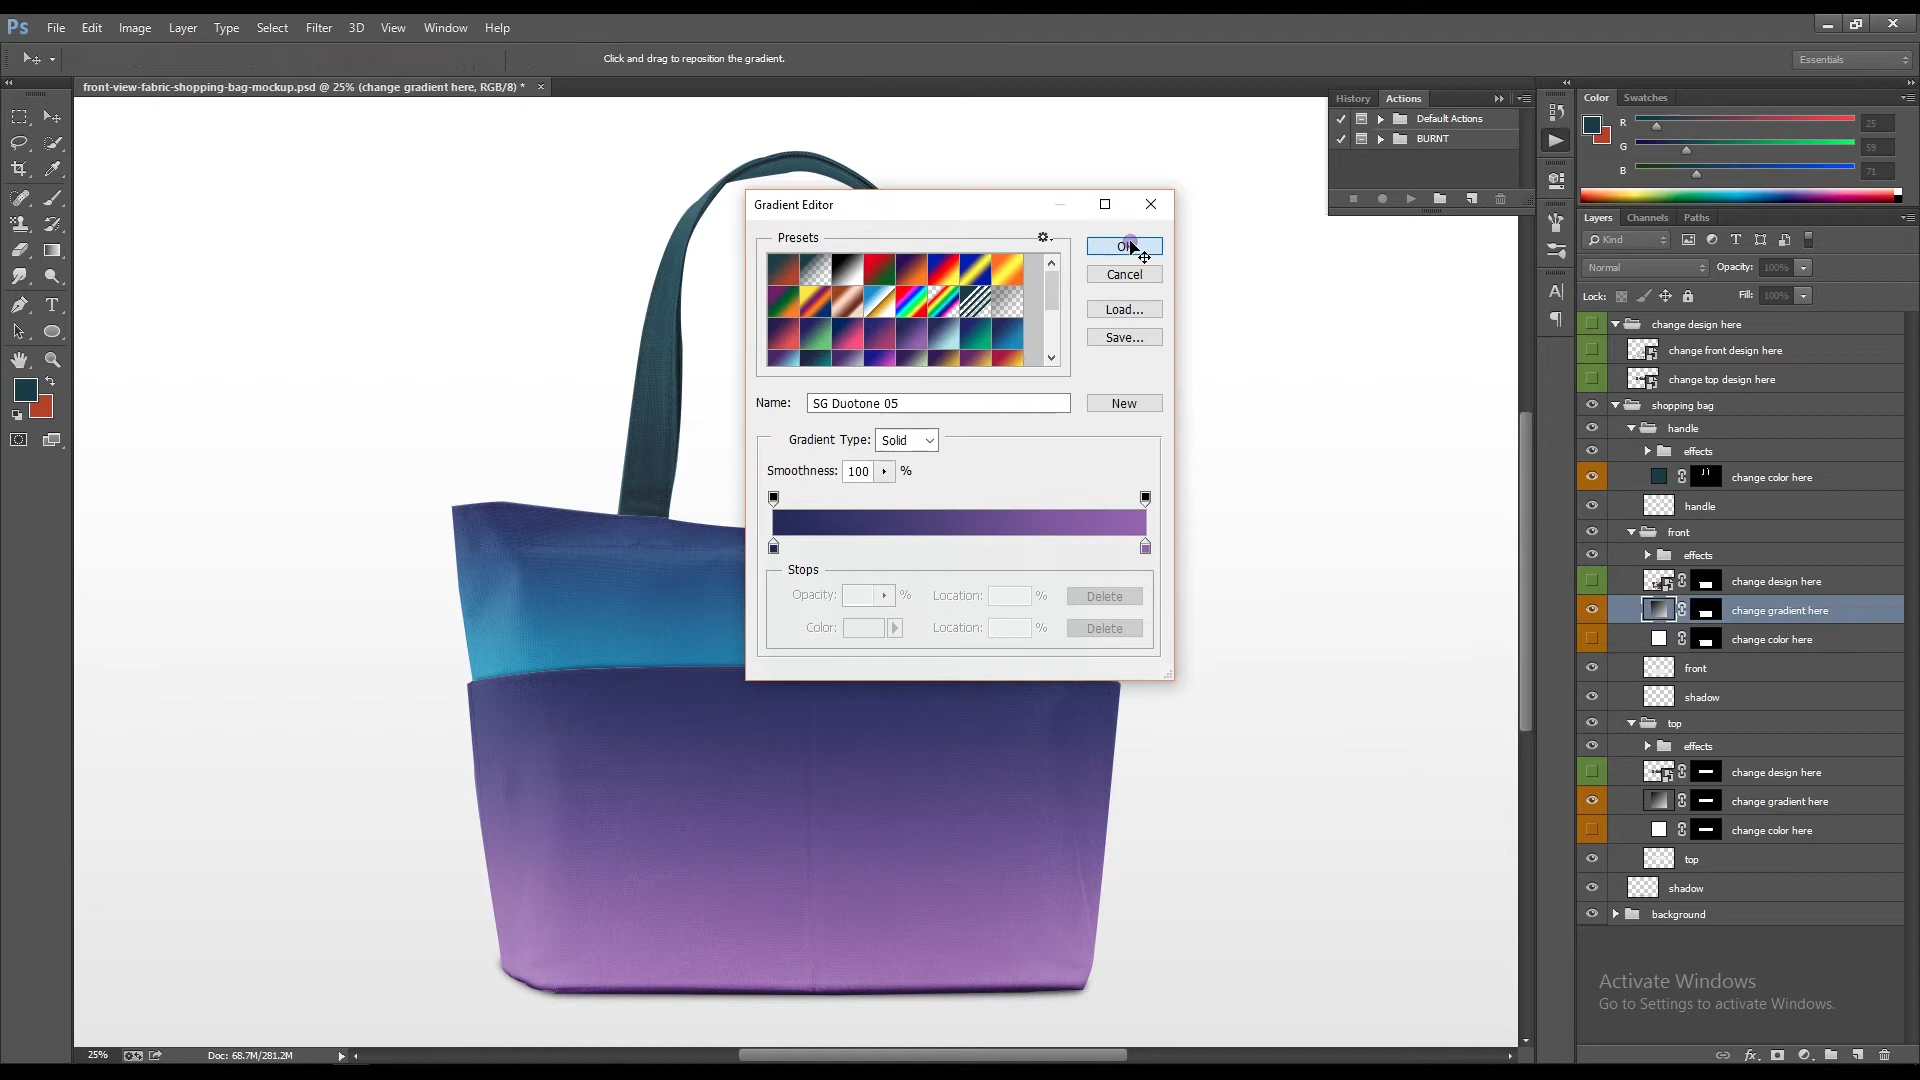 Ps File Edit Image Layer Type Select Filter 3D View Window Help
Click and drag to reposition the gradient.
Essentials
front-view-fabric-shopping-bag-mockup.psd @ 25% (change gradient here, RGB/8) *
History Actions
Default Actions
BURNT
Color Swatches
R 25
G 59
B 71
Layers Channels Paths
Kind
Normal Opacity: 100%
Lock: Fill: 100%
change design here
change front design here
change top design here
shopping bag
handle
effects
change color here
handle
front
effects
change design here
change gradient here
change color here
front
shadow
top
effects
change design here
change gradient here
change color here
top
shadow
background
Gradient Editor
Presets
Cancel
Load...
Save...
Name: SG Duotone 05 New
Gradient Type: Solid
Smoothness: 100 %
Stops
Opacity: % Location: % Delete
Color: Location: % Delete
Activate Windows
Go to Settings to activate Windows.
25% Doc: 68.7M/281.2M